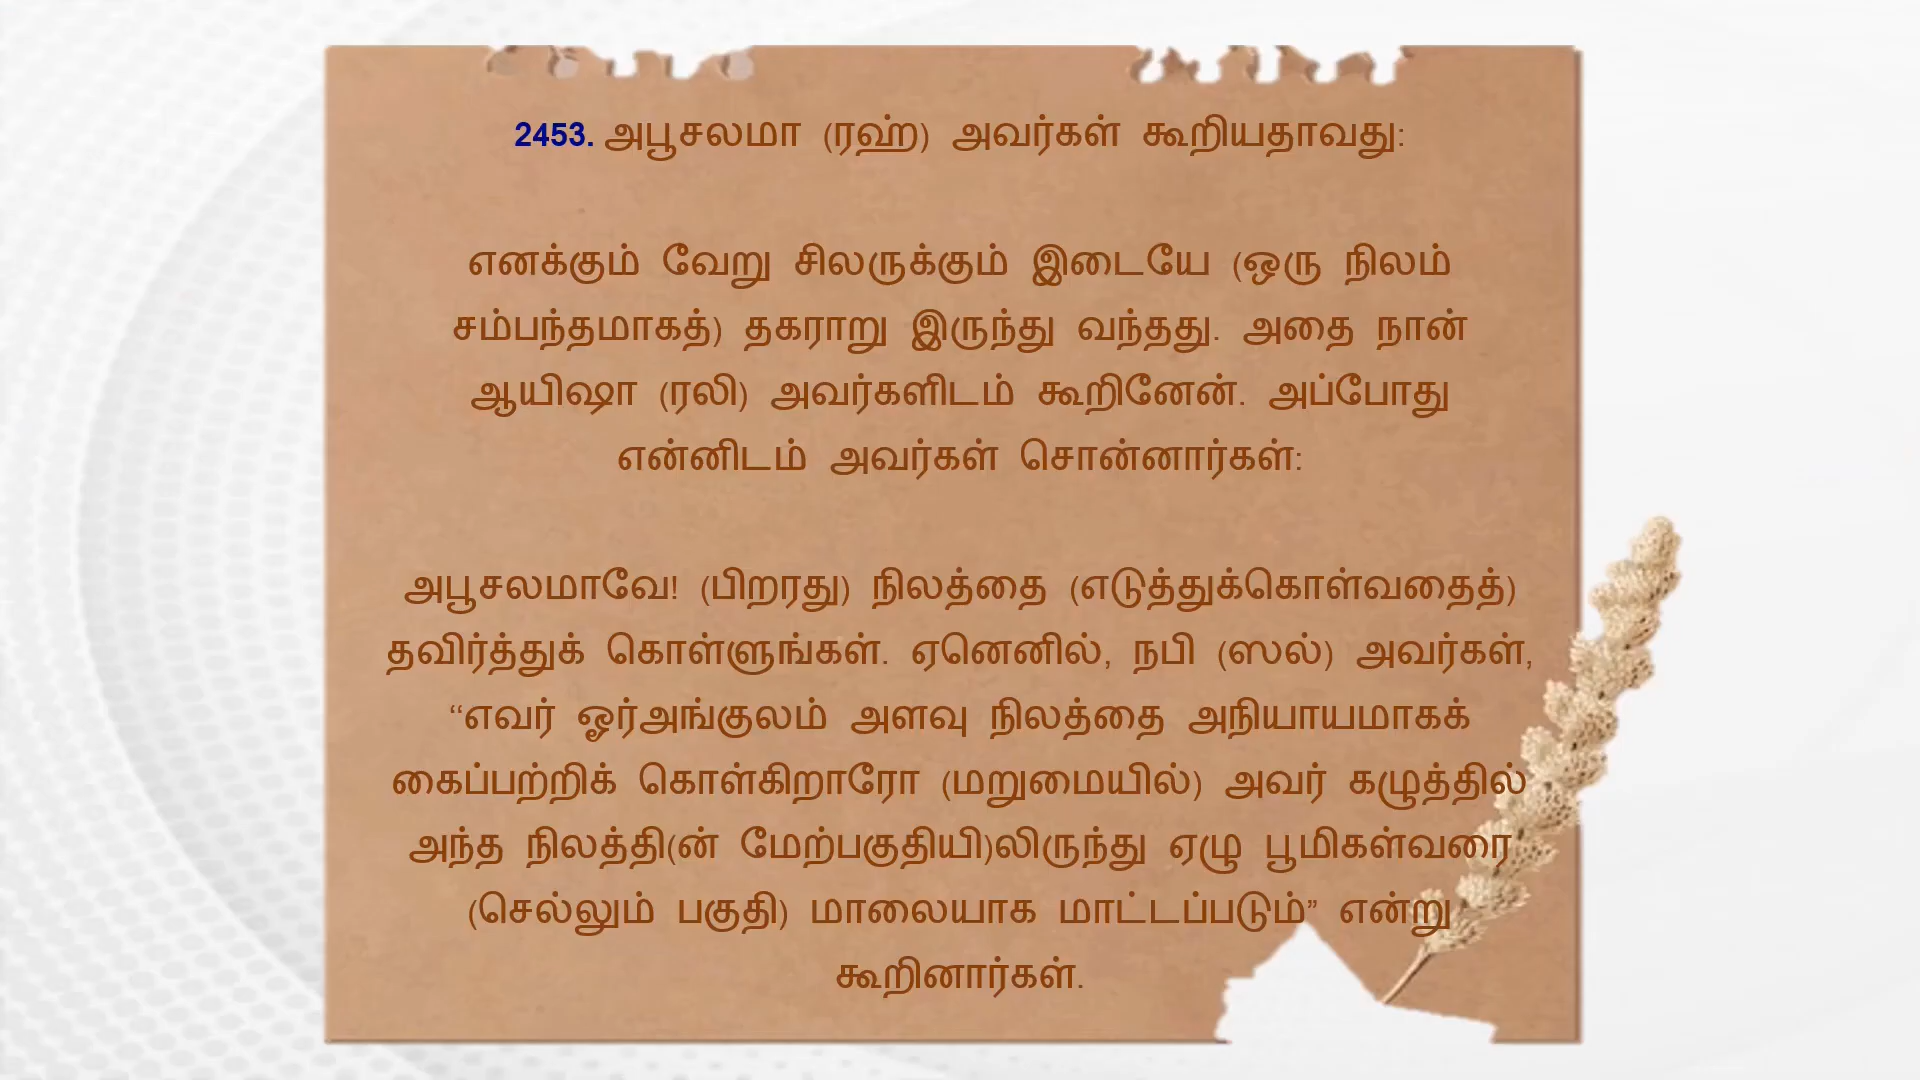 2453. அபூசலமா (ரஹ்) அவர்கள் கூறியதாவது:
எனக்கும் வேறு சிலருக்கும் இடையே (ஒரு நிலம்
சம்பந்தமாகத்) தகராறு இருந்து வந்தது. அதை நான்
ஆயிஷா (ரலி) அவர்களிடம் கூறினேன். அப்போது
என்னிடம் அவர்கள் சொன்னார்கள்:
அபூசலமாவே! (பிறரது) நிலத்தை (எடுத்துக்கொள்வதைத்)
தவிர்த்துக் கொள்ளுங்கள். ஏனெனில், நபி (ஸல்) அவர்கள்,
“எவர் ஓர்அங்குலம் அளவு நிலத்தை அநியாயமாகக்
கைப்பற்றிக் கொள்கிறாரோ (மறுமையில்) அவர் கழுத்தில்
அந்த நிலத்தி(ன் மேற்பகுதியி)லிருந்து ஏழு பூமிகள்வரை
(செல்லும் பகுதி) மாலையாக மாட்டப்படும்” என்று
கூறினார்கள்.